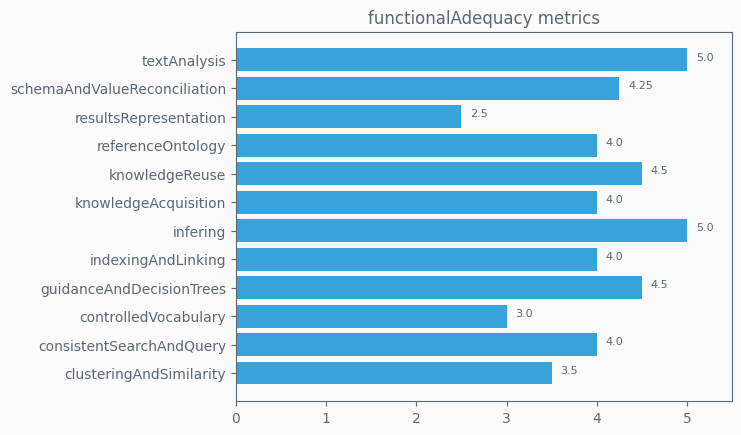 functionalAdequacy metrics
textAnalysis 5.0
schemaAndValueReconciliation 4.25
resultsRepresentation 2.5
referenceOntology 4.0
knowledgeReuse 4.5
knowledgeAcquisition 4.0
infering 5.0
indexingAndLinking 4.0
guidanceAndDecisionTrees 4.5
controlledVocabulary 3.0
consistentSearchAndQuery 4.0
clusteringAndSimilarity 3.5
0 1 2 3 4 5